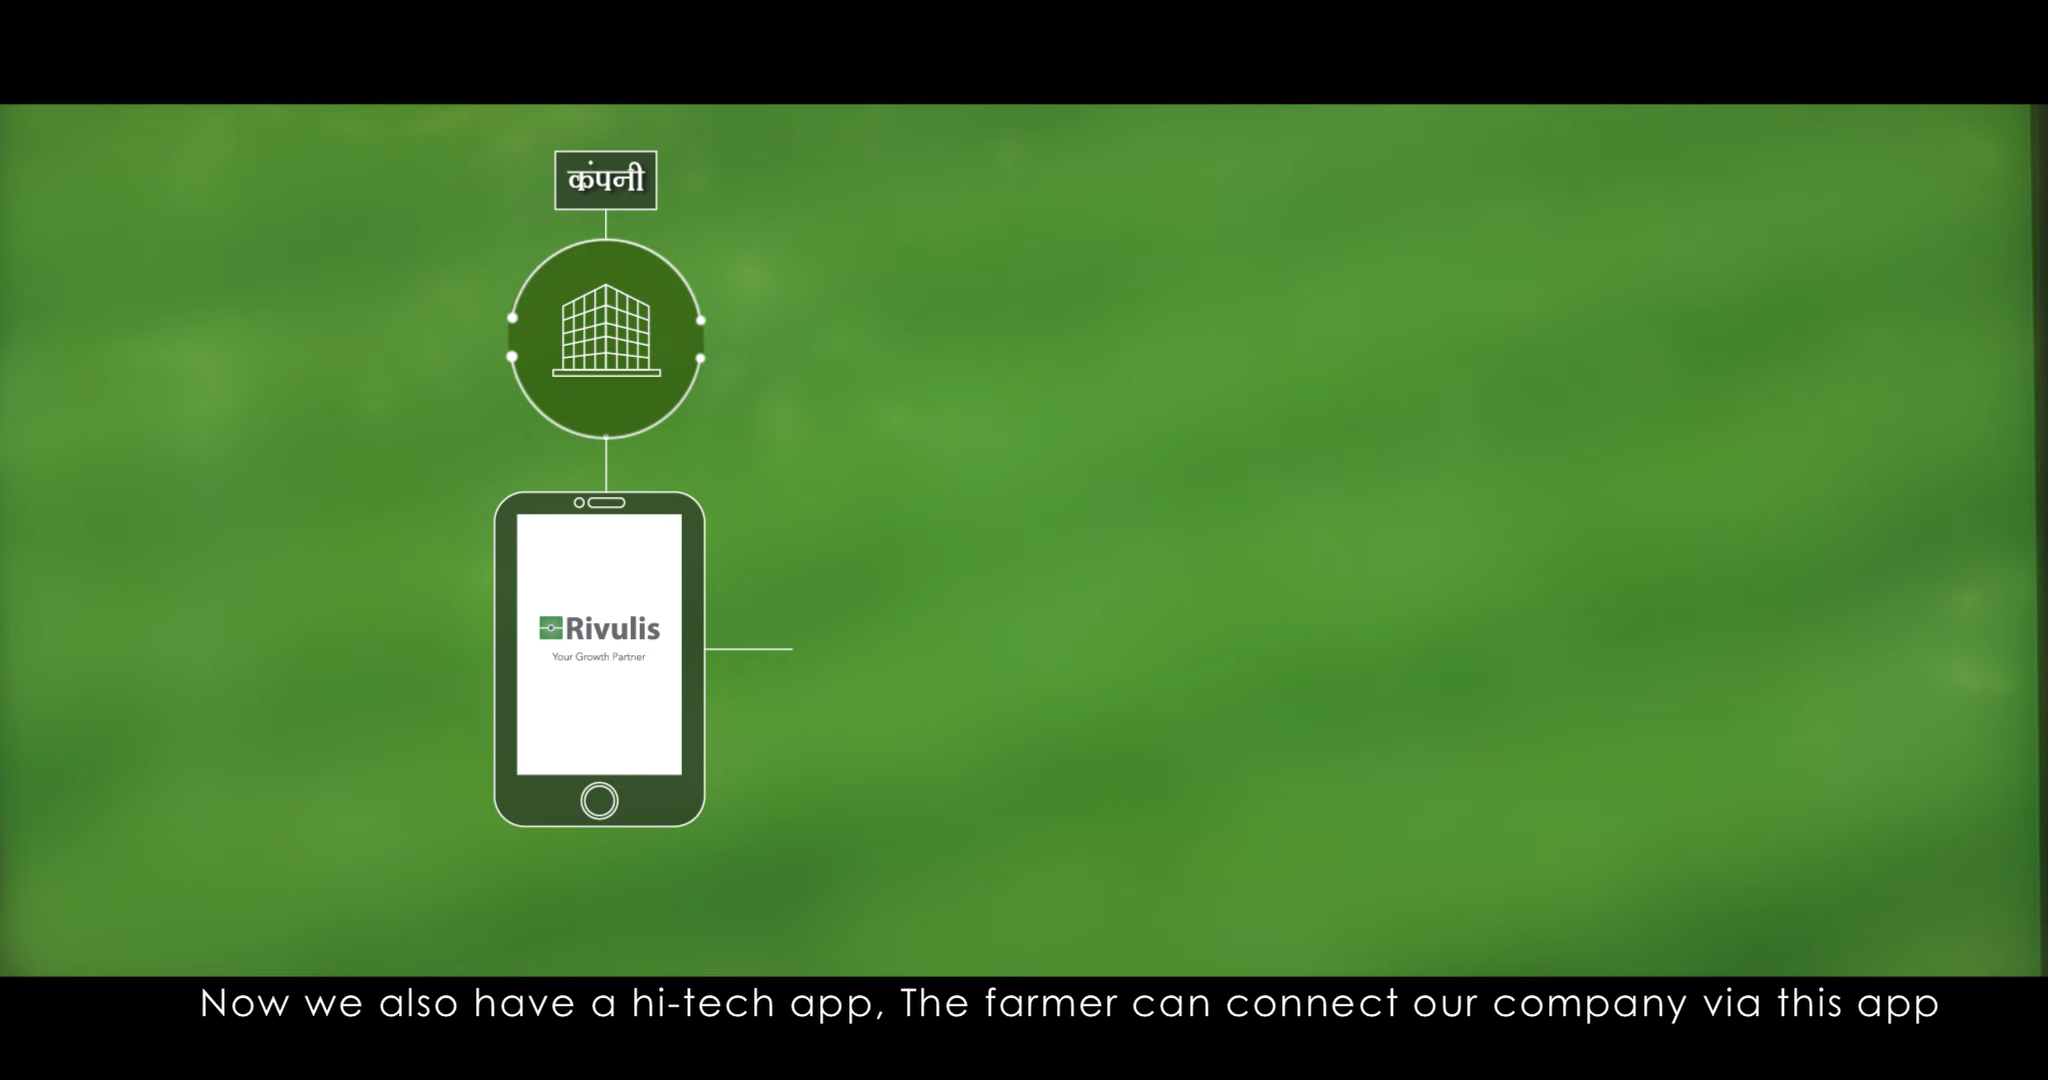 कंपनी
Rivulis
Your Growth Partner
Now we also have a hi-tech app, The farmer can connect our company via this app